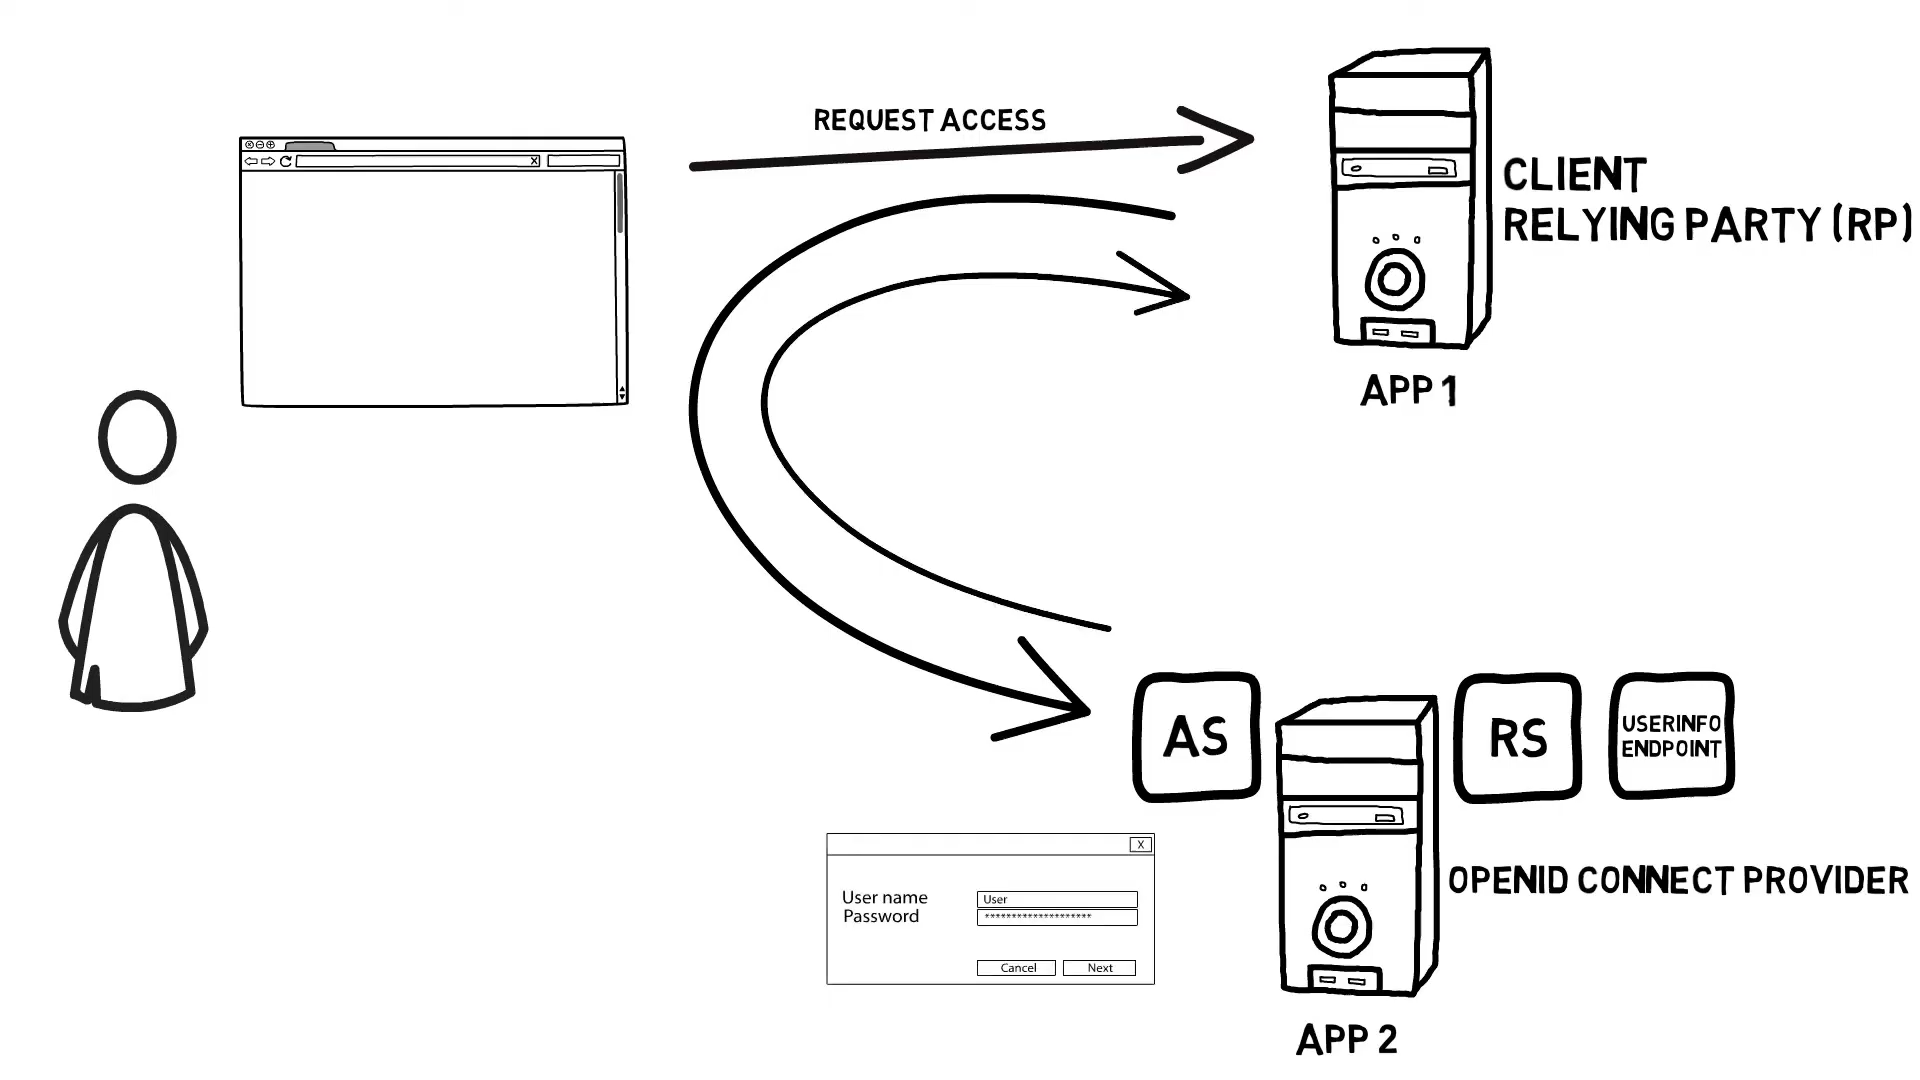 REQUEST ACCESS
CLIENT
RELYING PARTY (RP)
APP 1
AS
RS
USERINFO
ENDPOINT
X
User name User
Password ********************
Cancel Next
OPENID CONNECT PROVIDER
APP 2